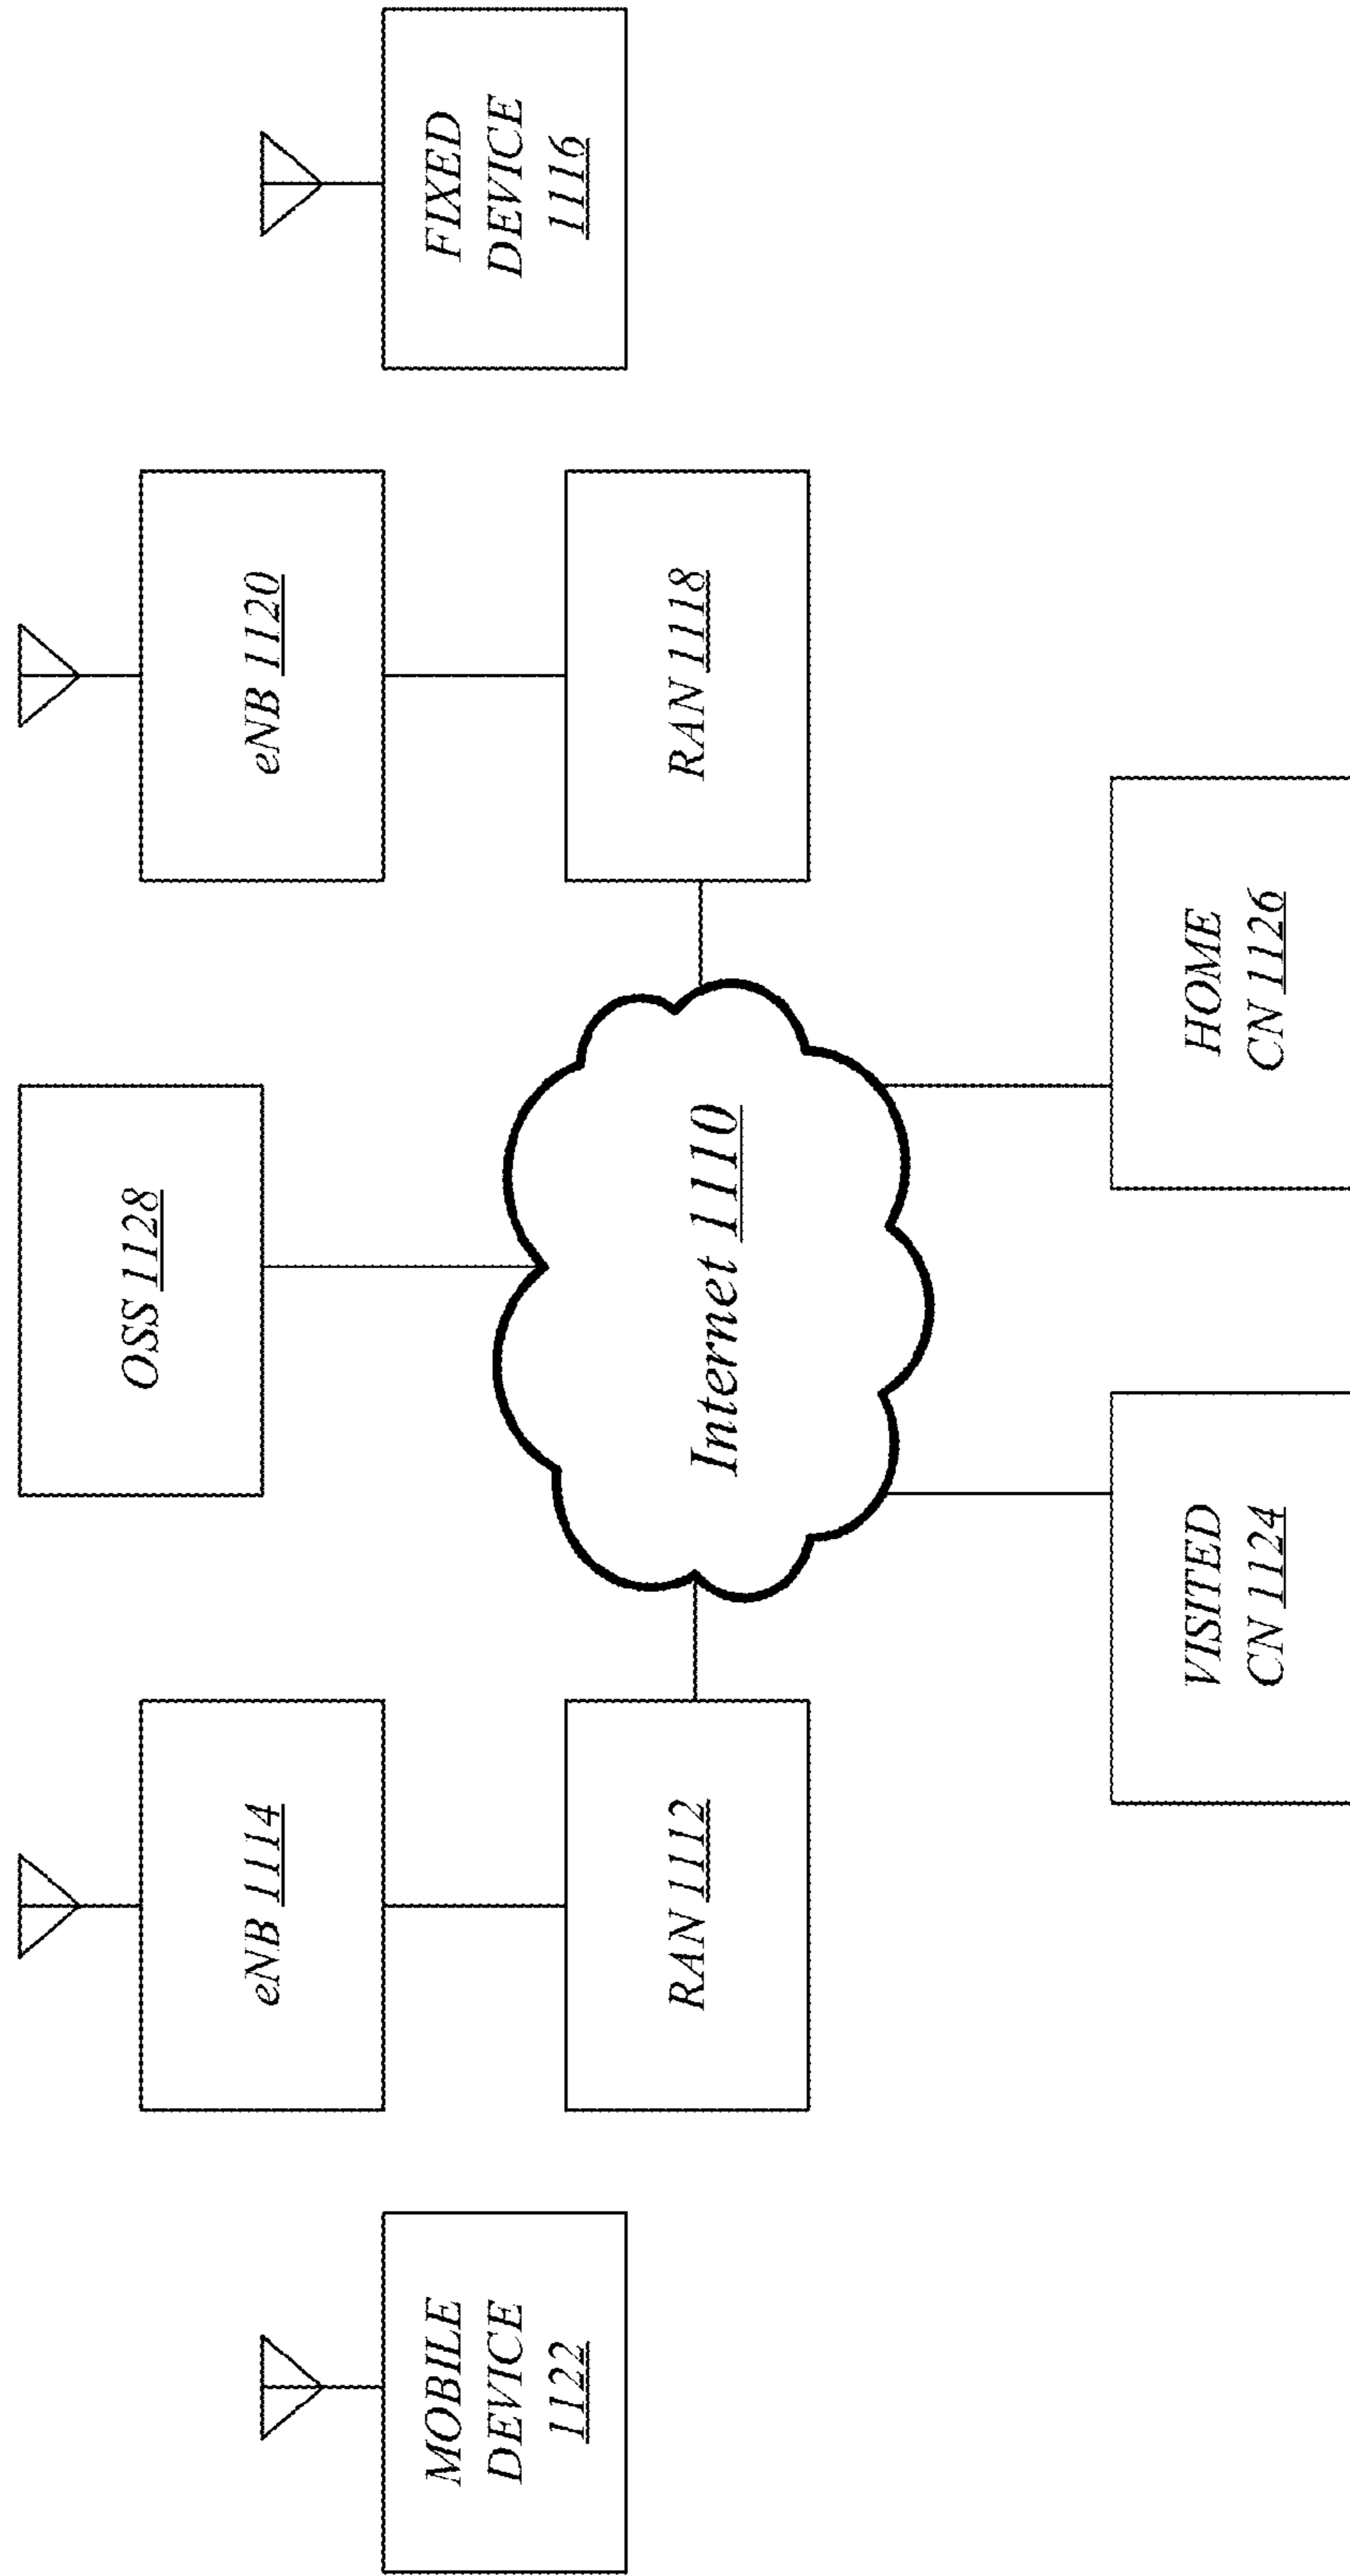 OSS 1128
eNB 1114
eNB 1120
MOBILE
DEVICE
1122
FIXED
DEVICE
1116
RAN 1112
Internet 1110
RAN 1118
VISITED
CN 1124
HOME
CN 1126